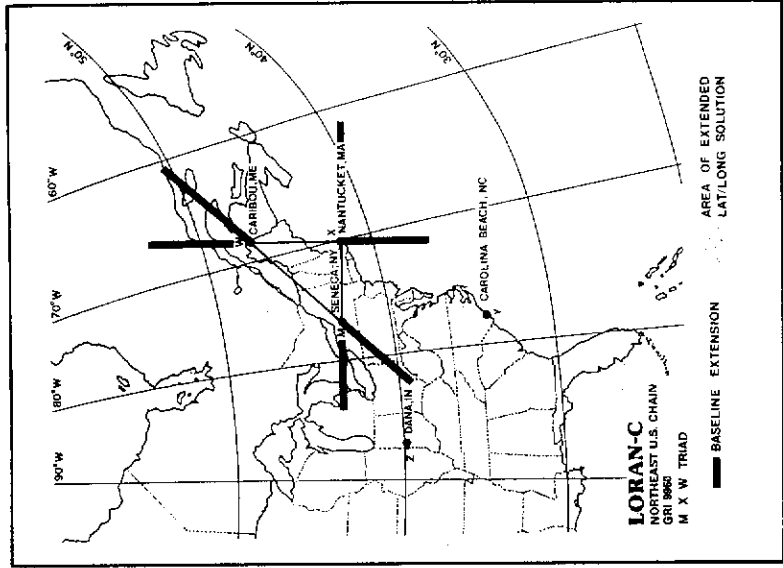 60°W
50°N
70°W
40°N
80°W
30°N
90°W
W CARIBOU, ME
X
NANTUCKET, MA
M SENECA, NY
CAROLINA BEACH, NC
Y
Z DANA, IN
LORAN-C
NORTHEAST U.S. CHAIN
GRI 9960
M X W TRIAD
BASELINE EXTENSION
AREA OF EXTENDED
LAT/LONG SOLUTION